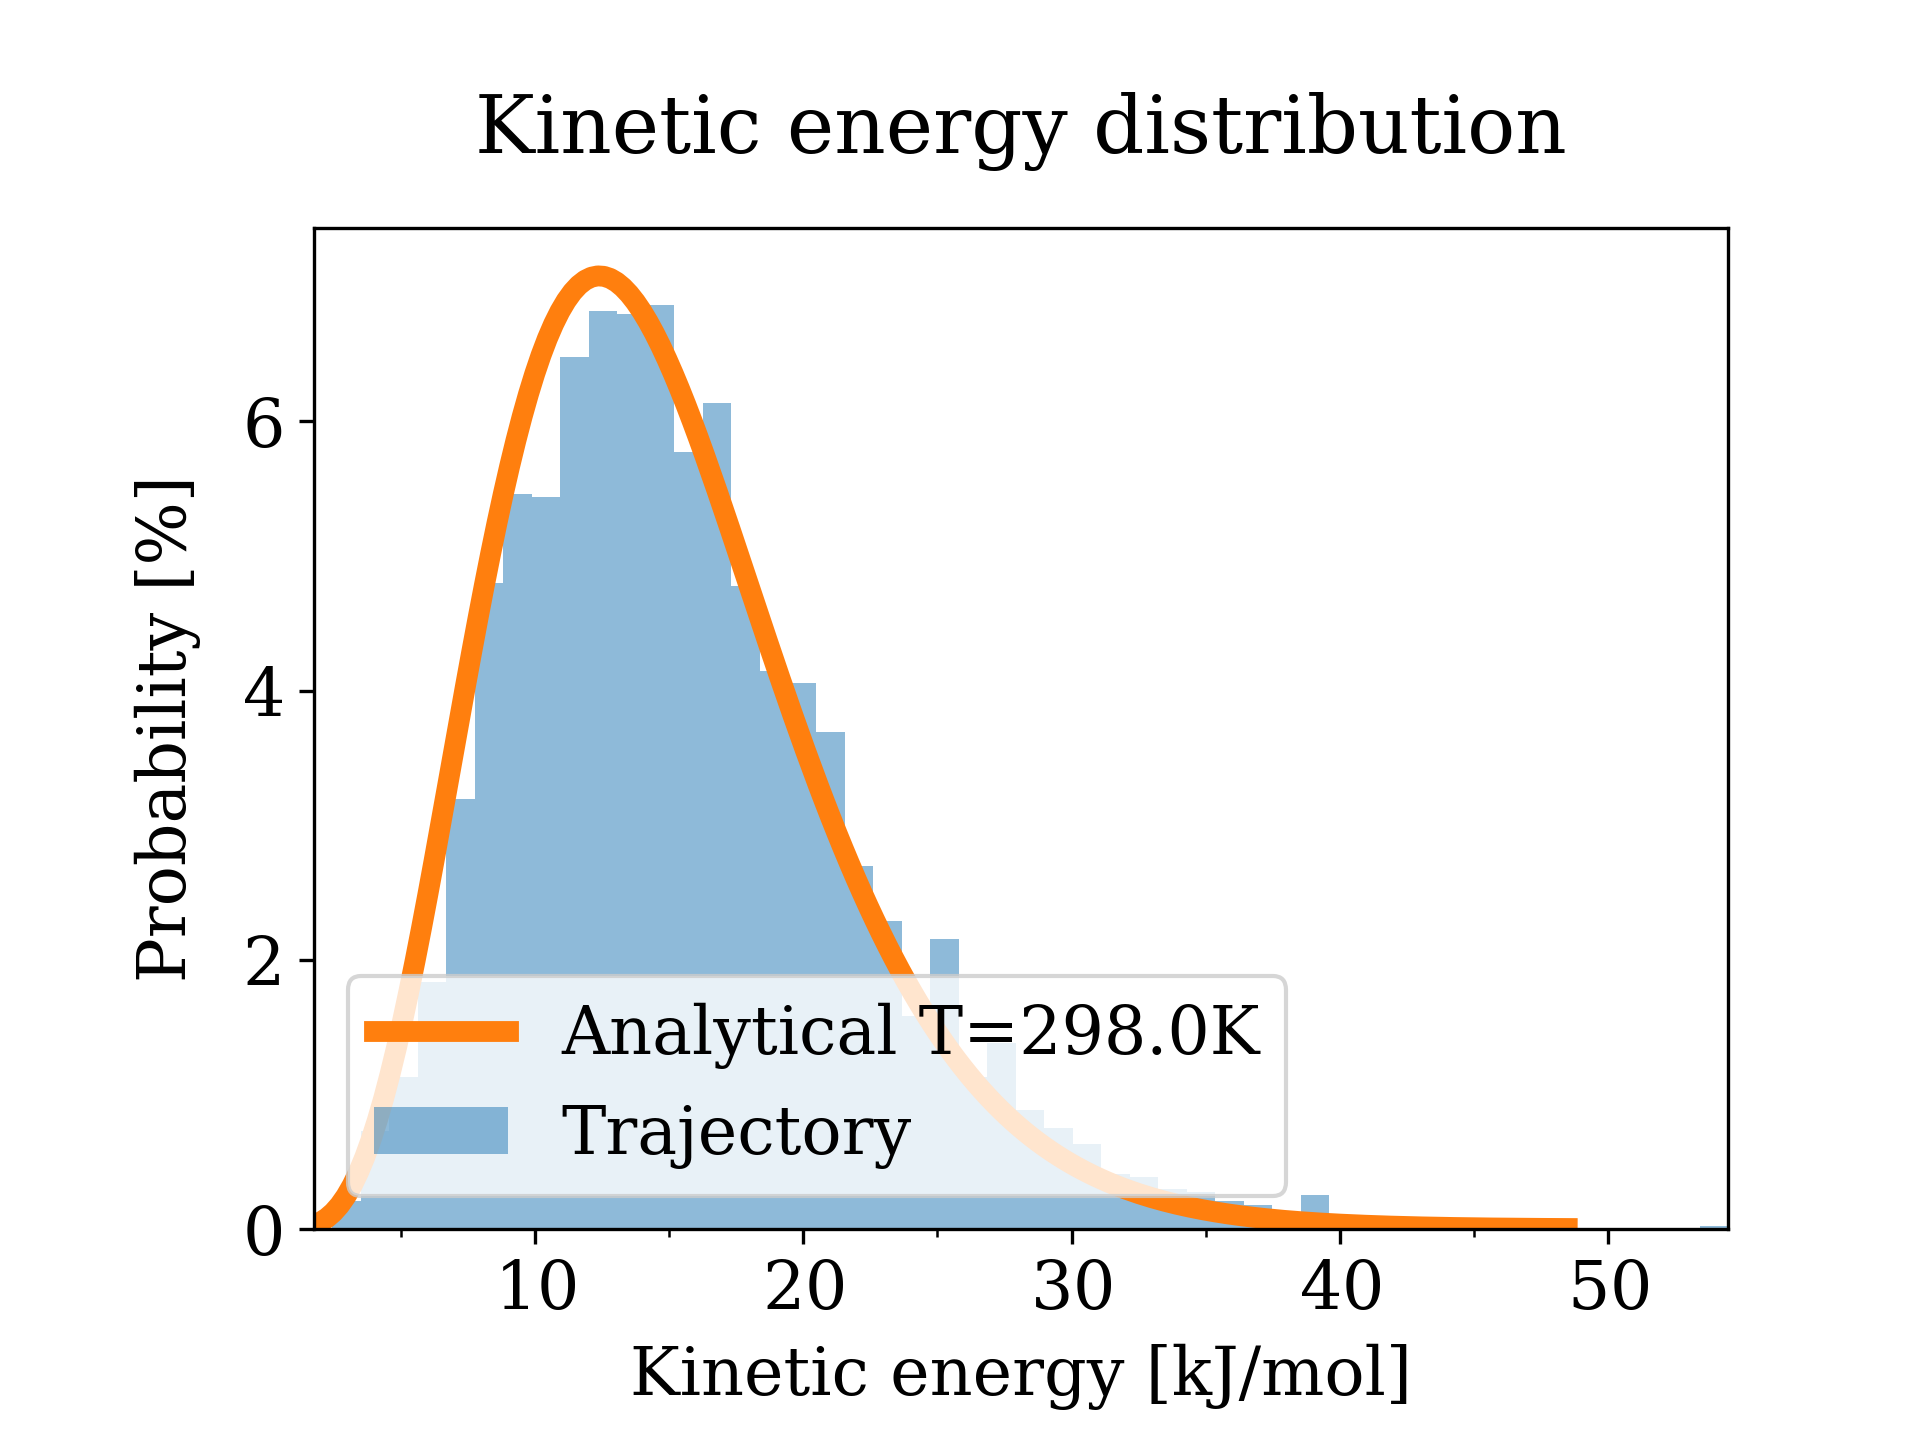 Kinetic energy distribution
Probability [%]
6
4
2
0
Analytical T=298.0K
Trajectory
10 20 30 40 50
Kinetic energy [kJ/mol]